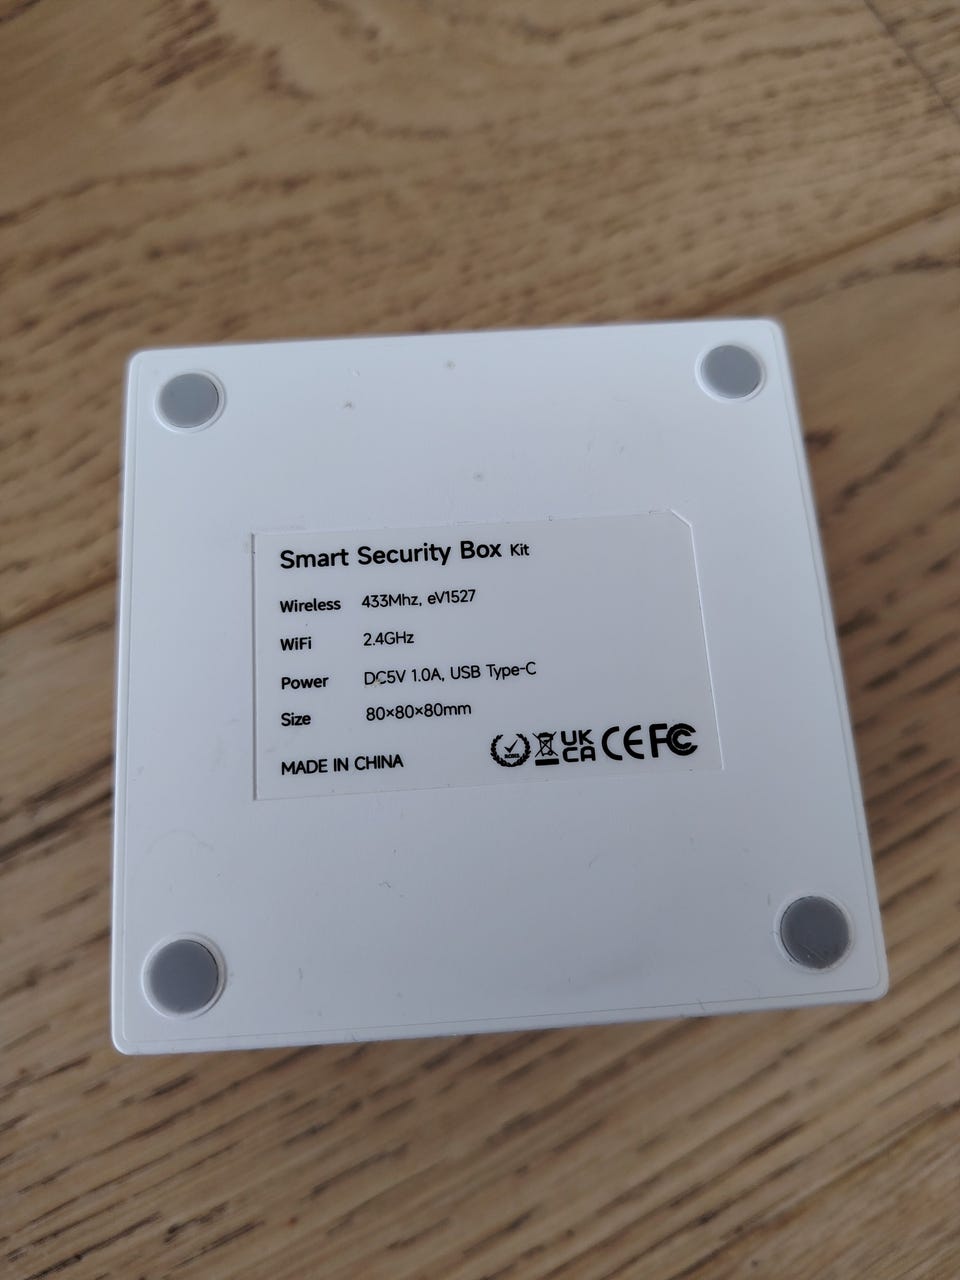 Smart Security Box Kit
Wireless 433Mhz, eV1527
WiFi 2.4GHz
Power DC5V 1.0A, USB Type-C
Size 80×80×80mm
MADE IN CHINA RoHS UK CA CE FC